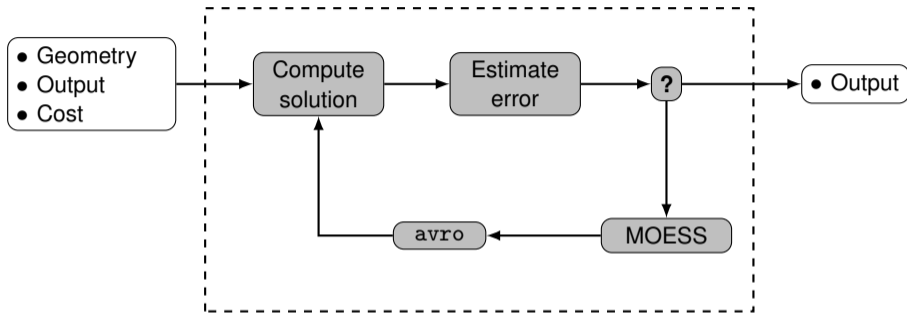 • Geometry
• Output
• Cost
Compute
solution
Estimate
error
?
• Output
avro
MOESS